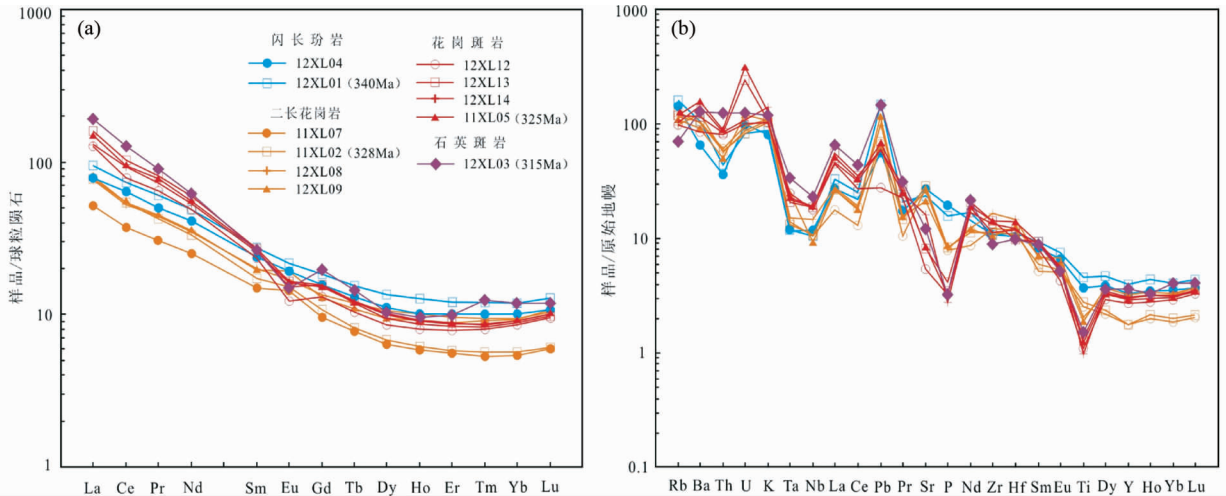 (a)
样品/球粒陨石
1000
100
10
1
闪长玢岩
12XL04
12XL01(340Ma)
二长花岗岩
11XL07
11XL02(328Ma)
12XL08
12XL09
花岗斑岩
12XL12
12XL13
12XL14
11XL05(325Ma)
石英斑岩
12XL03(315Ma)
La Ce Pr Nd Sm Eu Gd Tb Dy Ho Er Tm Yb Lu
(b)
样品/原始地幔
1000
100
10
1
0.1
Rb Ba Th U K Ta Nb La Ce Pb Pr Sr P Nd Zr Hf Sm Eu Ti Dy Y Ho Yb Lu